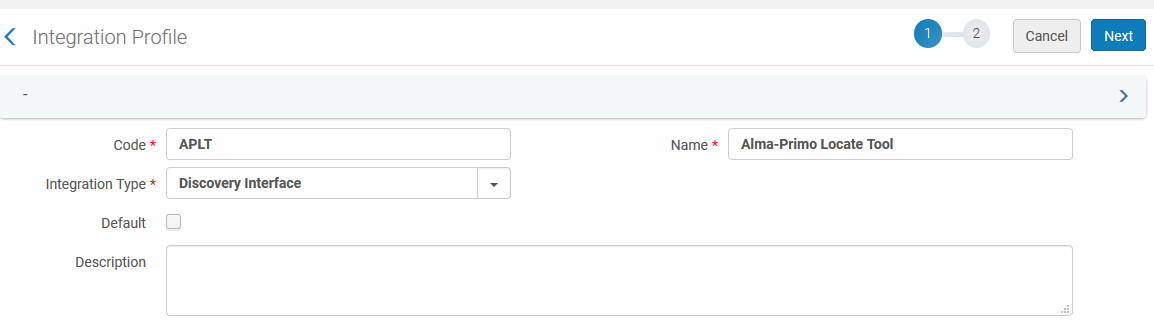 Integration Profile 1 2 Cancel Next
-
Code * APLT Name * Alma-Primo Locate Tool
Integration Type * Discovery Interface
Default
Description